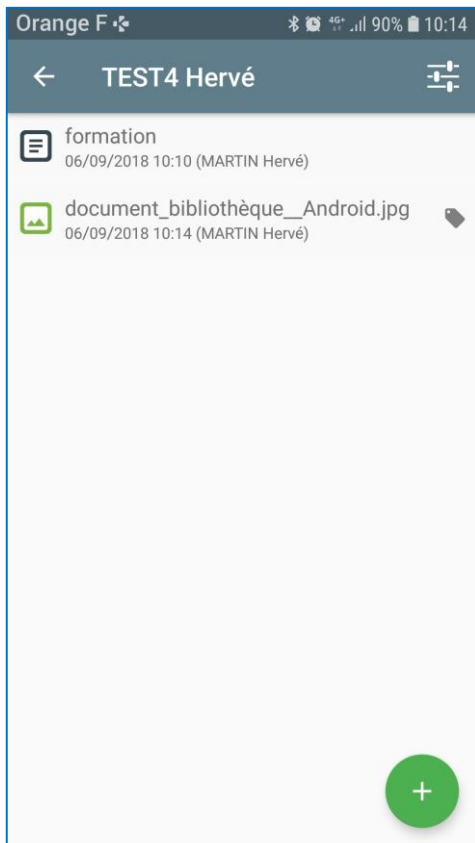 Orange F 4G+ 90% 10:14
TEST4 Hervé
formation
06/09/2018 10:10 (MARTIN Hervé)
document_bibliothèque__Android.jpg
06/09/2018 10:14 (MARTIN Hervé)